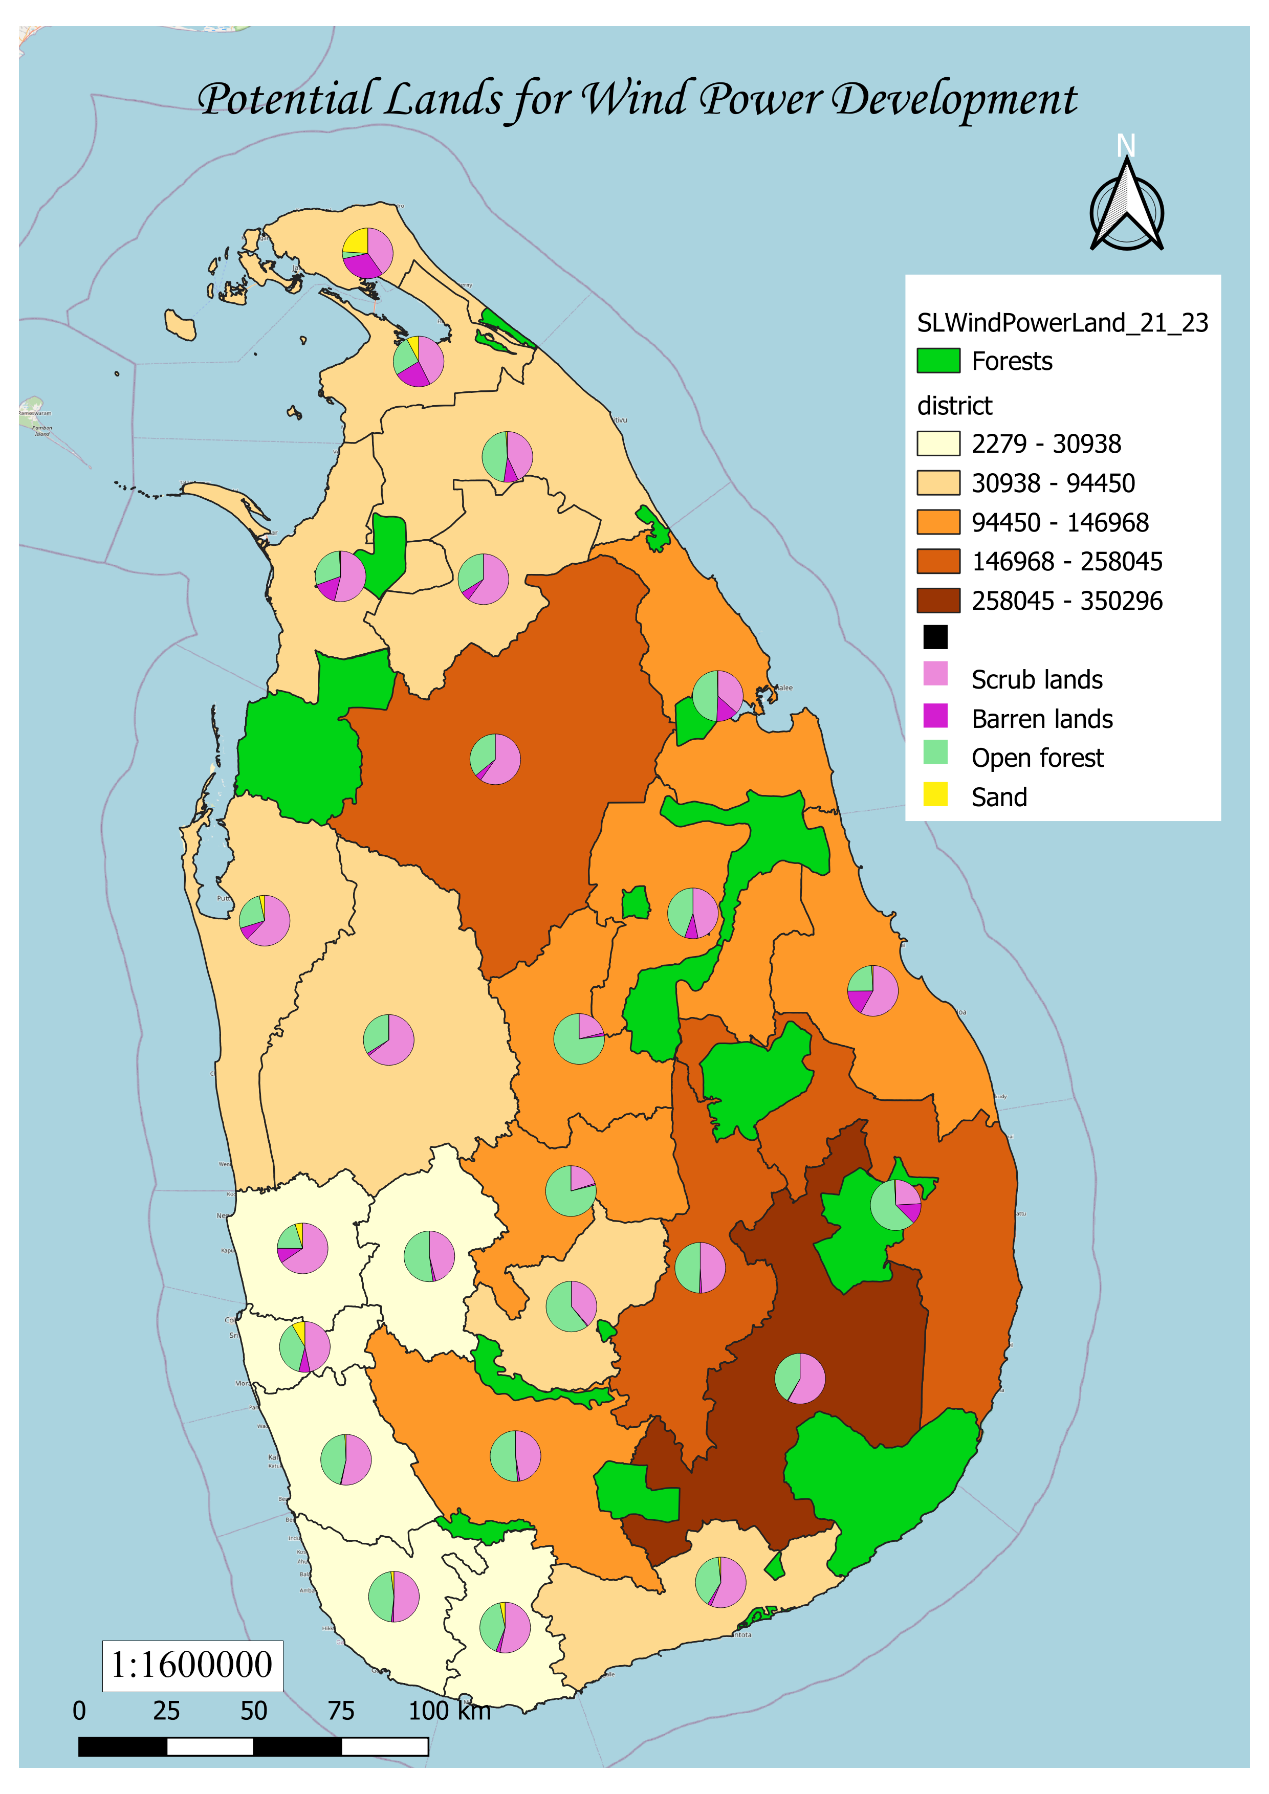 Potential Lands for Wind Power Development
N
SLWindPowerLand_21_23
Forests
district
2279 - 30938
30938 - 94450
94450 - 146968
146968 - 258045
258045 - 350296
Scrub lands
Barren lands
Open forest
Sand
1:1600000
0 25 50 75 100 km